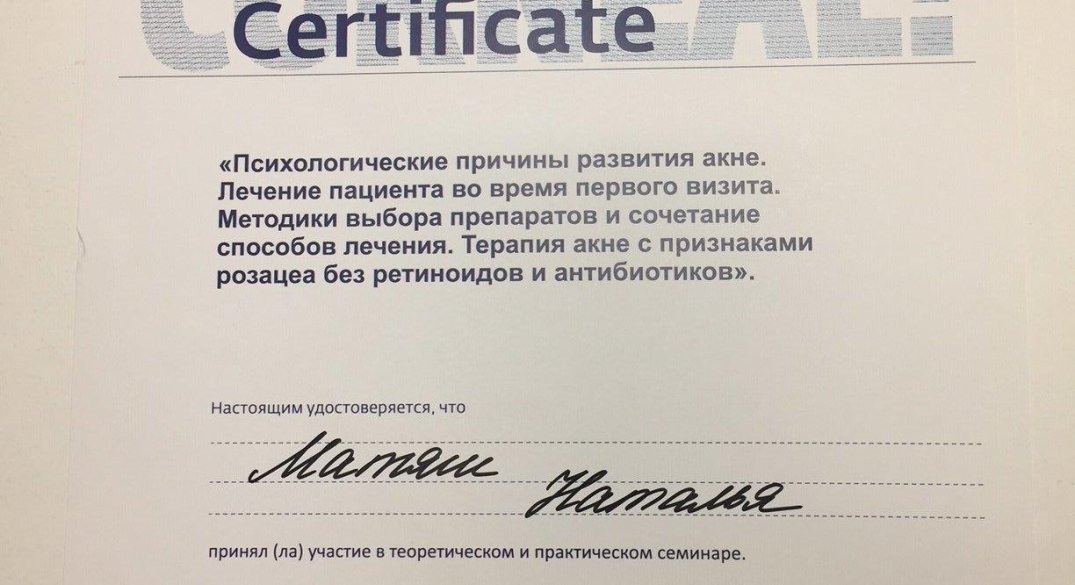 Certificate
«Психологические причины развития акне.
Лечение пациента во время первого визита.
Методики выбора препаратов и сочетание
способов лечения. Терапия акне с признаками
розацеа без ретиноидов и антибиотиков».
Настоящим удостоверяется, что
Матяш
Наталья
принял (ла) участие в теоретическом и практическом семинаре.